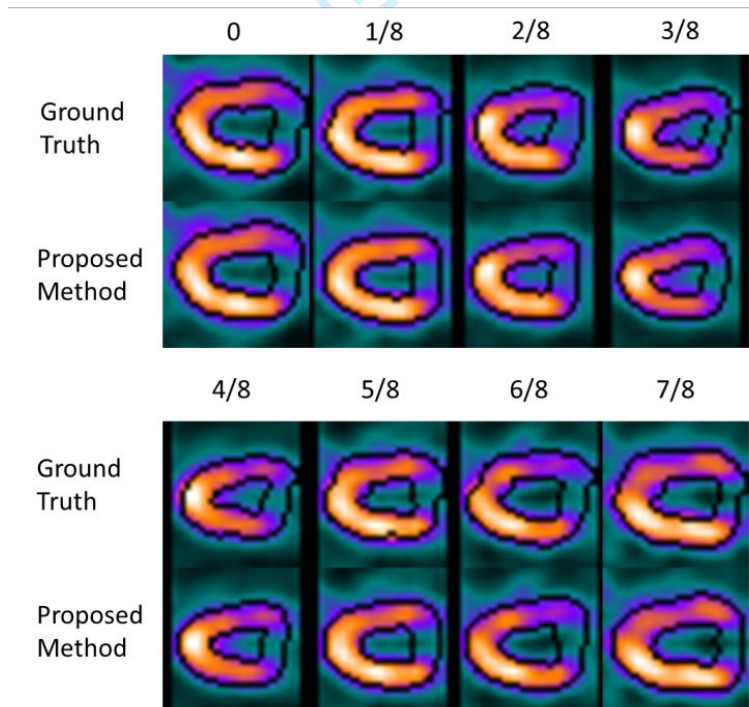 0 1/8 2/8 3/8
Ground
Truth
Proposed
Method
4/8 5/8 6/8 7/8
Ground
Truth
Proposed
Method